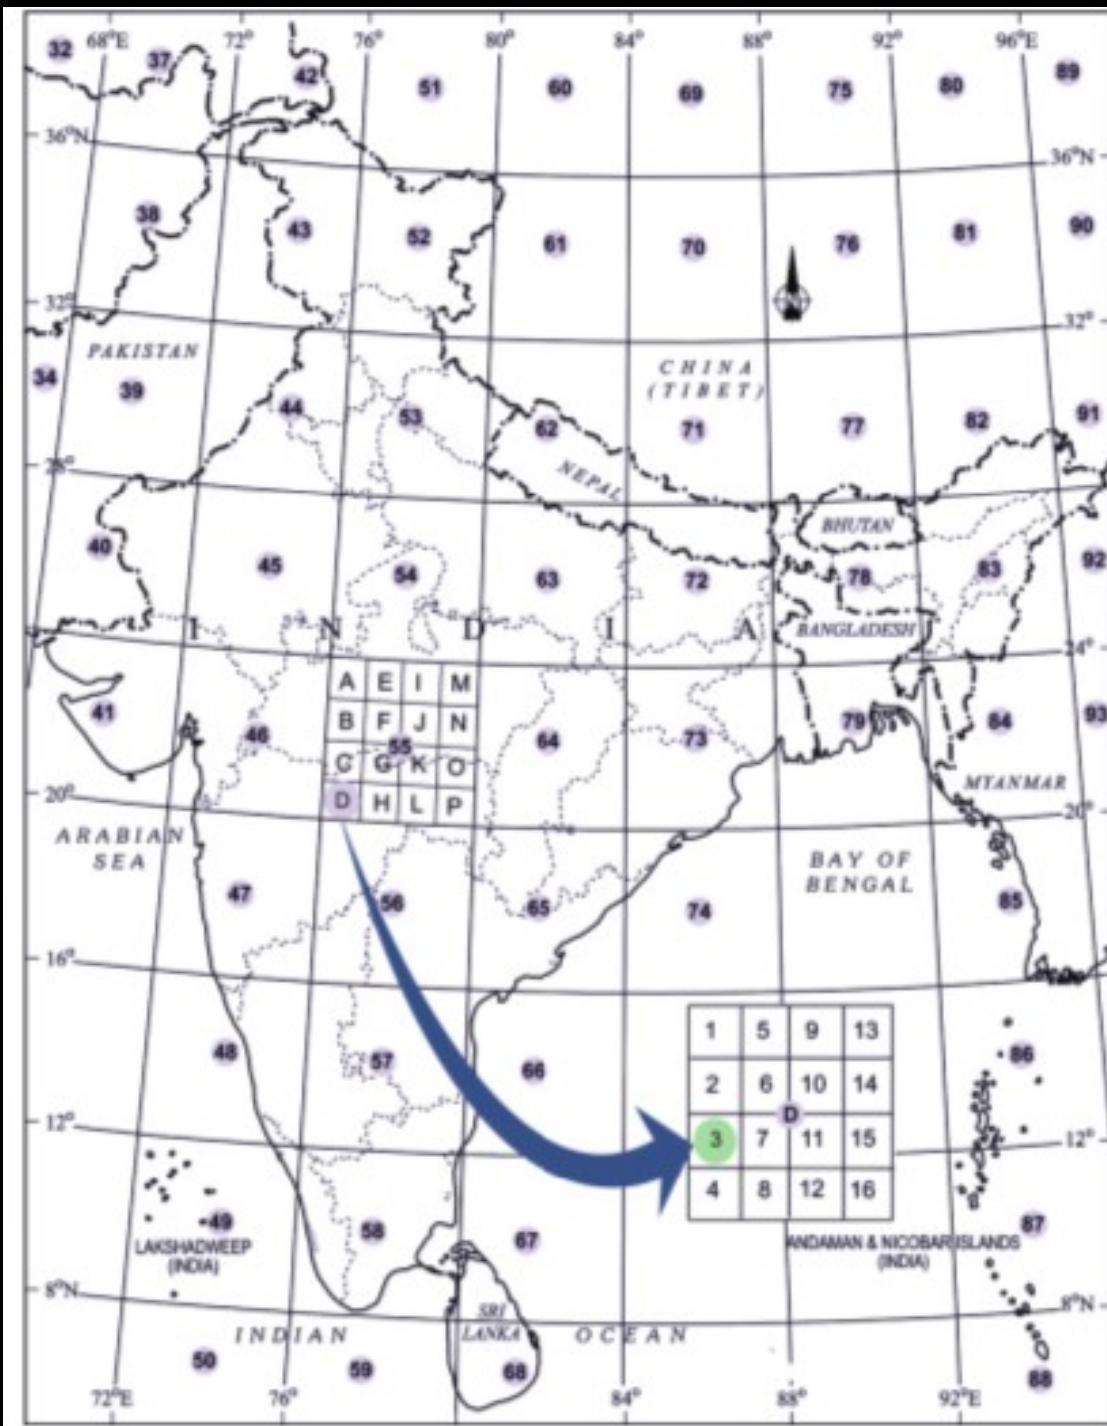 68°E 72° 76° 80° 84° 88° 92° 96°E
32 37 42 51 60 69 75 80 89
36°N 36°N
38 43 52 61 70 76 81 90
N
32° 32°
PAKISTAN
CHINA
(TIBET)
34 39 44 53 62 71 77 82 91
28°
NEPAL
BHUTAN
40 45 54 63 72 78 83 92
I N D I A
BANGLADESH
24°
A E I M
B F J N
C G K O
D H L P
41 46 55 64 73 79 84 93
MYANMAR
20° 20°
ARABIAN
SEA
BAY OF
BENGAL
47 56 65 74 85
16°
1 5 9 13
2 6 10 14
D
3 7 11 15
4 8 12 16
48 57 66 86
12° 12°
49 58 67 87
LAKSHADWEEP
(INDIA)
ANDAMAN & NICOBAR ISLANDS
(INDIA)
8°N 8°N
SRI
LANKA
INDIAN OCEAN
50 59 68 88
72°E 76° 84° 88° 92°E